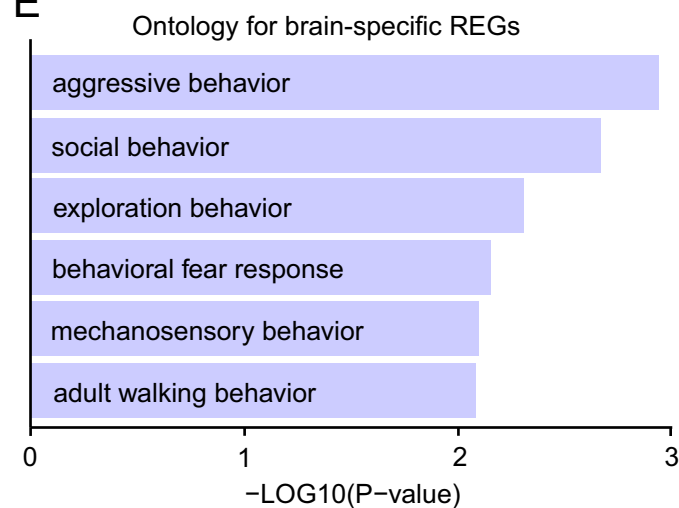 E
Ontology for brain-specific REGs
aggressive behavior
social behavior
exploration behavior
behavioral fear response
mechanosensory behavior
adult walking behavior
0 1 2 3
−LOG10(P−value)